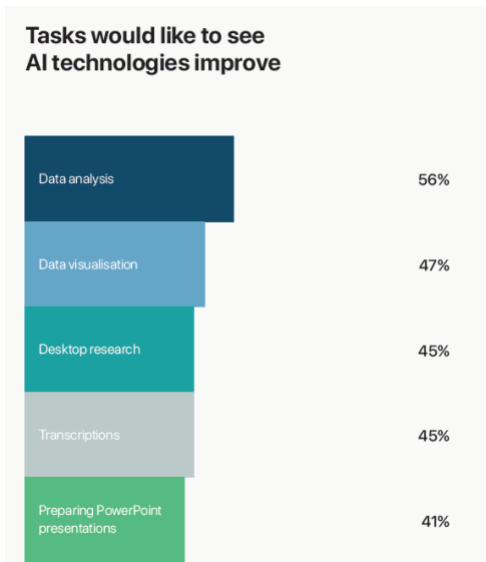 Tasks would like to see
AI technologies improve
Data analysis 56%
Data visualisation 47%
Desktop research 45%
Transcriptions 45%
Preparing PowerPoint
presentations 41%